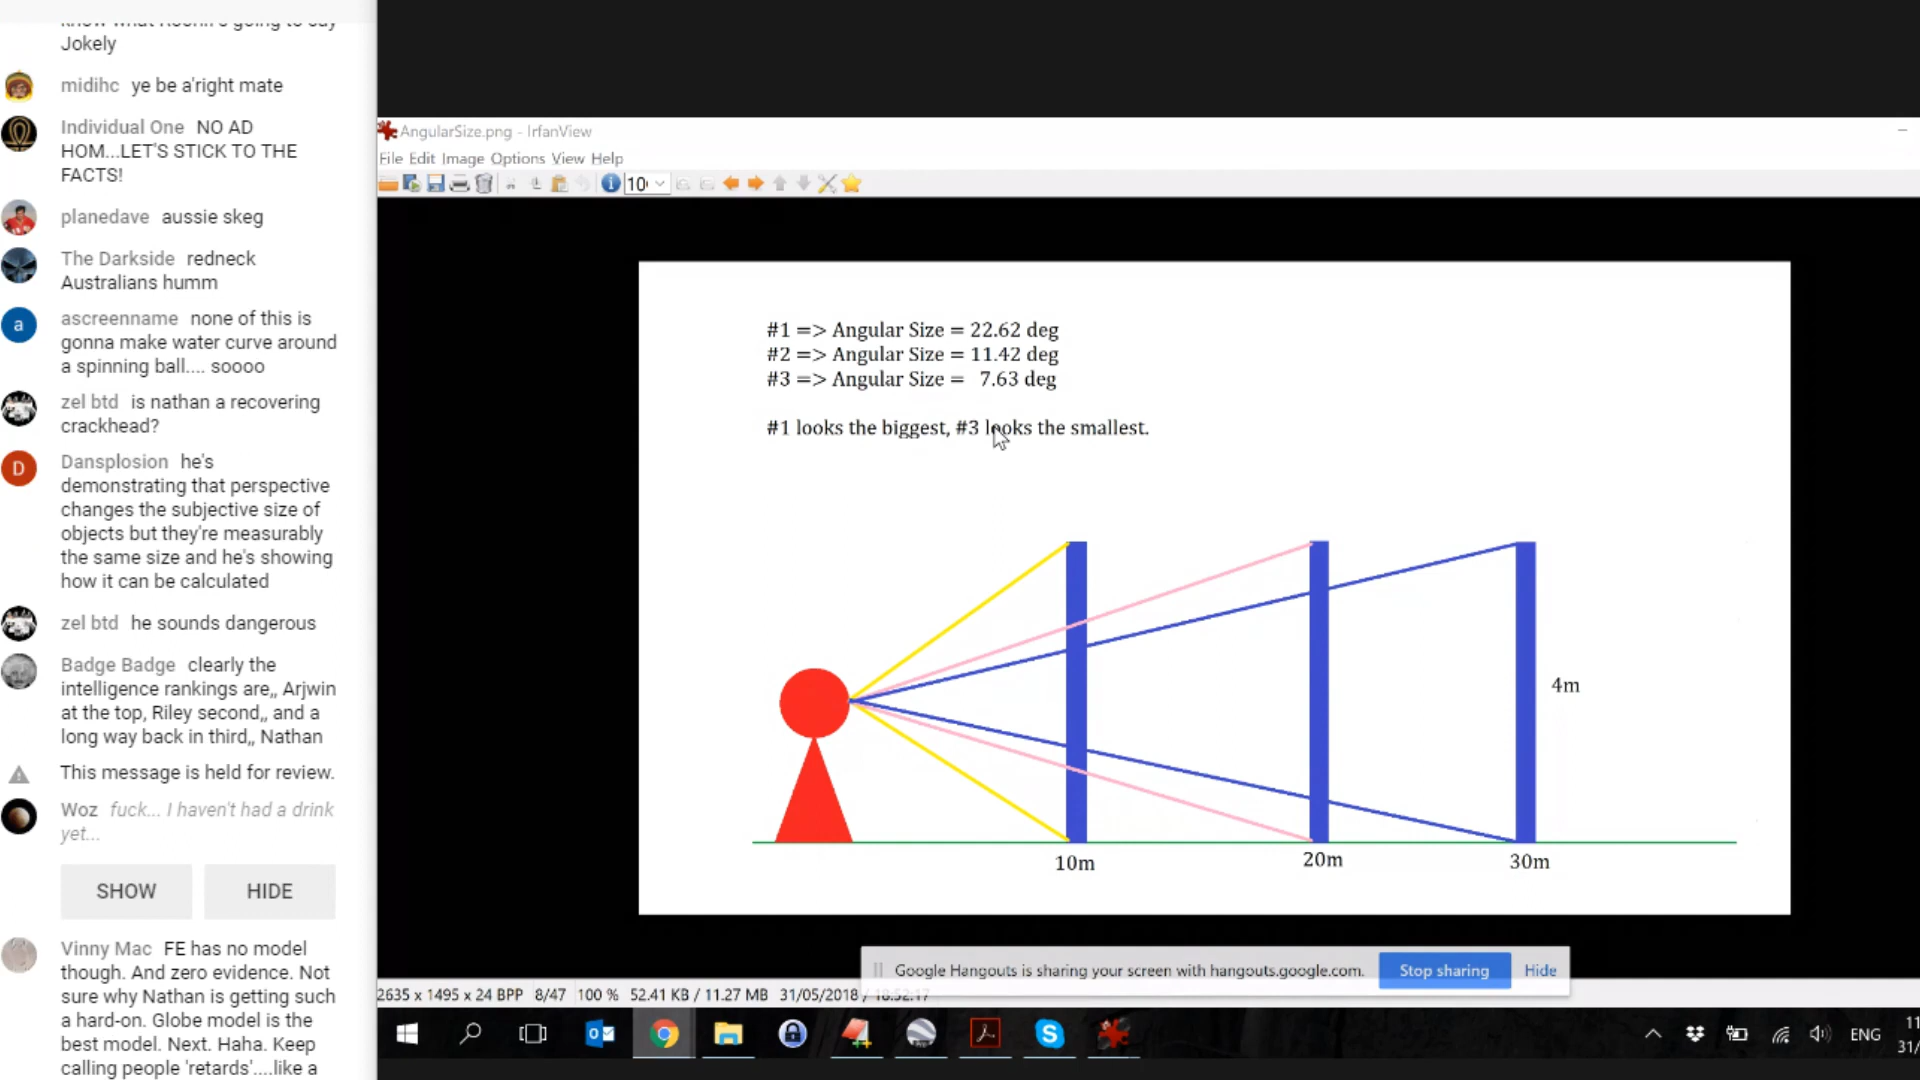 know what
going to say
Jokely
midihc ye be a'right mate
Individual One NO AD
HOM...LET'S STICK TO THE
FACTS!
planedave aussie skeg
The Darkside redneck
Australians humm
a
ascreenname none of this is
gonna make water curve around
a spinning ball.... soooo
zel btd is nathan a recovering
crackhead?
D
Dansplosion he's
demonstrating that perspective
changes the subjective size of
objects but they're measurably
the same size and he's showing
how it can be calculated
zel btd he sounds dangerous
Badge Badge clearly the
intelligence rankings are,, Arjwin
at the top, Riley second,, and a
long way back in third,, Nathan
This message is held for review.
Woz fuck... I haven't had a drink
yet...
SHOW HIDE
Vinny Mac FE has no model
though. And zero evidence. Not
sure why Nathan is getting such
a hard-on. Globe model is the
best model. Next. Haha. Keep
calling people 'retards'....like a
AngularSize.png - IrfanView
File Edit Image Options View Help
10
#1 => Angular Size = 22.62 deg
#2 => Angular Size = 11.42 deg
#3 => Angular Size = 7.63 deg
#1 looks the biggest, #3 looks the smallest.
4m
10m 20m 30m
Google Hangouts is sharing your screen with hangouts.google.com. Stop sharing Hide
2635 x 1495 x 24 BPP 8/47 100 % 52.41 KB / 11.27 MB 31/05/2018 / 18:52:17
ENG
11
31/